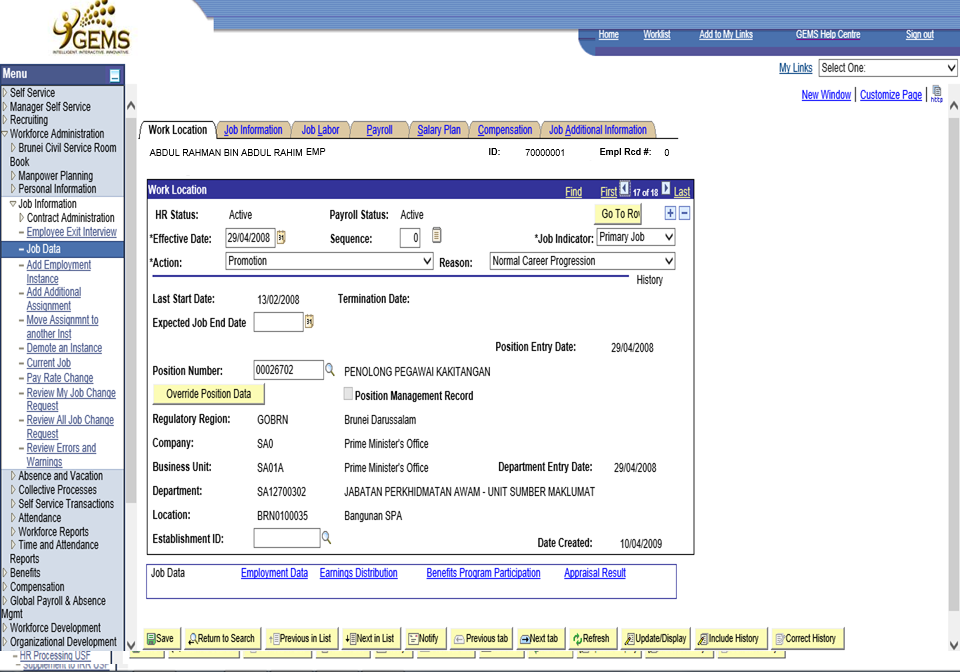 GEMS
INTELLIGENT INTERACTIVE INNOVATIVE
Home Worklist Add to My Links GEMS Help Centre Sign out
My Links Select One:
New Window Customize Page http
Menu
Self Service
Manager Self Service
Recruiting
Workforce Administration
Brunei Civil Service Room
Book
Manpower Planning
Personal Information
Job Information
Contract Administration
Employee Exit Interview
Job Data
Add Employment
Instance
Add Additional
Assignment
Move Assignmnt to
another Inst
Demote an Instance
Current Job
Pay Rate Change
Review My Job Change
Request
Review All Job Change
Request
Review Errors and
Warnings
Absence and Vacation
Collective Processes
Self Service Transactions
Attendance
Workforce Reports
Time and Attendance
Reports
Benefits
Compensation
Global Payroll & Absence
Mgmt
Workforce Development
Organizational Development
HR Processing USF
Supplement to IRR USF
Work Location Job Information Job Labor Payroll Salary Plan Compensation Job Additional Information
ABDUL RAHMAN BIN ABDUL RAHIM EMP ID: 70000001 Empl Rcd #: 0
Work Location Find First 17 of 18 Last
HR Status: Active Payroll Status: Active Go To Ro
*Effective Date: 29/04/2008 Sequence: 0 *Job Indicator: Primary Job
*Action: Promotion Reason: Normal Career Progression
History
Last Start Date: 13/02/2008 Termination Date:
Expected Job End Date
Position Entry Date: 29/04/2008
Position Number: 00026702 PENOLONG PEGAWAI KAKITANGAN
Override Position Data Position Management Record
Regulatory Region: GOBRN Brunei Darussalam
Company: SA0 Prime Minister's Office
Business Unit: SA01A Prime Minister's Office Department Entry Date: 29/04/2008
Department: SA12700302 JABATAN PERKHIDMATAN AWAM - UNIT SUMBER MAKLUMAT
Location: BRN0100035 Bangunan SPA
Establishment ID:
Date Created: 10/04/2009
Job Data Employment Data Earnings Distribution Benefits Program Participation Appraisal Result
Save Return to Search Previous in List Next in List Notify Previous tab Next tab Refresh Update/Display Include History Correct History